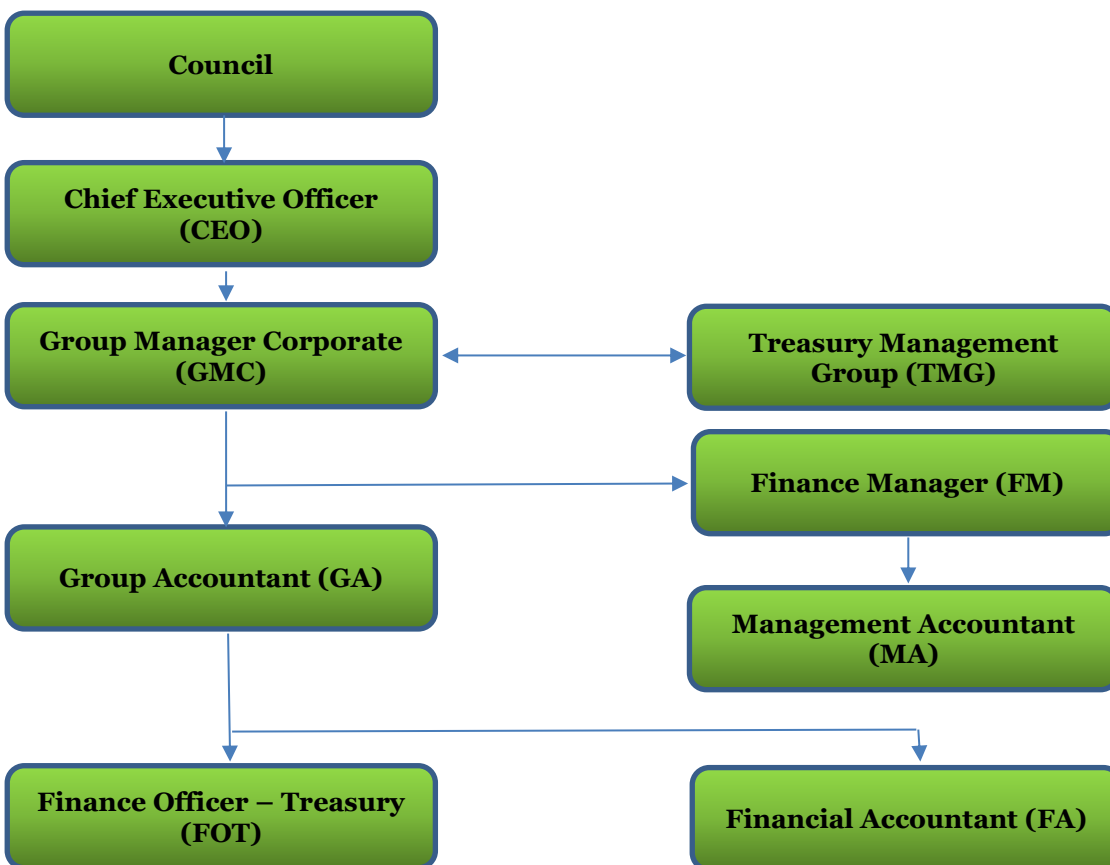 Council
Chief Executive Officer
(CEO)
Group Manager Corporate
(GMC)
Treasury Management
Group (TMG)
Finance Manager (FM)
Group Accountant (GA)
Management Accountant
(MA)
Finance Officer – Treasury
(FOT)
Financial Accountant (FA)